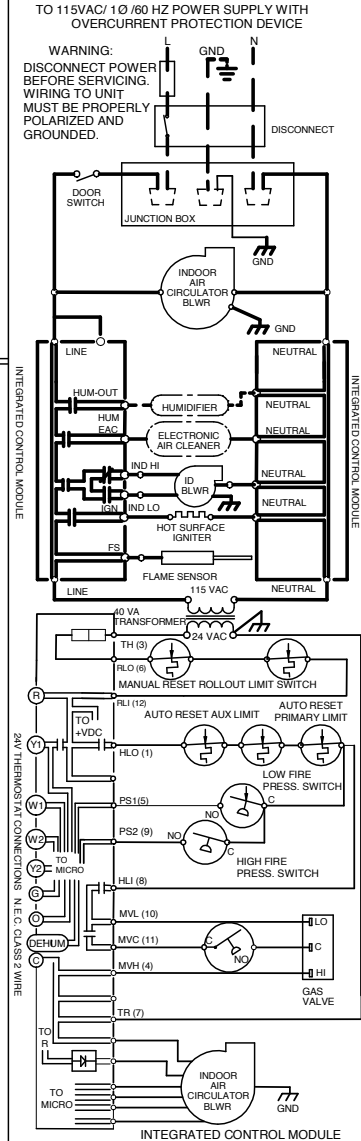 TO 115VAC/ 1Ø /60 HZ POWER SUPPLY WITH
OVERCURRENT PROTECTION DEVICE
WARNING:
DISCONNECT POWER
BEFORE SERVICING.
WIRING TO UNIT
MUST BE PROPERLY
POLARIZED AND
GROUNDED.
L
GND
N
DISCONNECT
DOOR
SWITCH
JUNCTION BOX
GND
INDOOR
AIR
CIRCULATOR
BLWR
GND
LINE
NEUTRAL
INTEGRATED CONTROL MODULE
INTEGRATED CONTROL MODULE
HUM-OUT
HUM
HUMIDIFIER
NEUTRAL
EAC
ELECTRONIC
AIR CLEANER
NEUTRAL
IND HI
ID
BLWR
NEUTRAL
IGN
IND LO
HOT SURFACE
IGNITER
NEUTRAL
FS
FLAME SENSOR
LINE
115 VAC
NEUTRAL
40 VA
TRANSFORMER
24 VAC
TH (3)
RLO (6)
MANUAL RESET ROLLOUT LIMIT SWITCH
R
RLI (12)
TO
+VDC
AUTO RESET AUX LIMIT
AUTO RESET
PRIMARY LIMIT
Y1
HLO (1)
24V THERMOSTAT CONNECTIONS N.E.C. CLASS 2 WIRE
LOW FIRE
PRESS. SWITCH
W1
PS1(5)
NO
C
W2
PS2 (9)
NO
C
HIGH FIRE
PRESS. SWITCH
Y2
TO
MICRO
G
HLI (8)
O
MVL (10)
LO
DEHUM
MVC (11)
C
NO
C
C
MVH (4)
HI
GAS
VALVE
TR (7)
TO
R
TO
MICRO
INDOOR
AIR
CIRCULATOR
BLWR
GND
INTEGRATED CONTROL MODULE